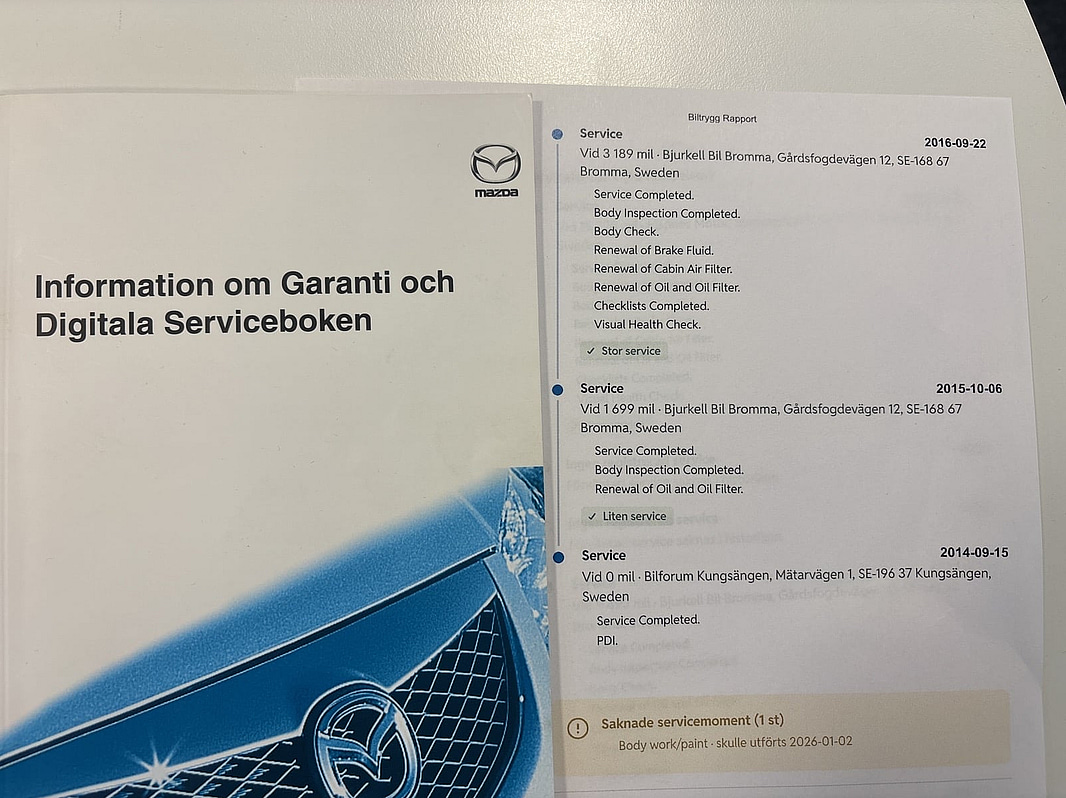 mazda
Information om Garanti och
Digitala Serviceboken
Biltrygg Rapport
Service
2016-09-22
Vid 3 189 mil · Bjurkell Bil Bromma, Gårdsfogdevägen 12, SE-168 67
Bromma, Sweden
Service Completed.
Body Inspection Completed.
Body Check.
Renewal of Brake Fluid.
Renewal of Cabin Air Filter.
Renewal of Oil and Oil Filter.
Checklists Completed.
Visual Health Check.
✓ Stor service
Service
2015-10-06
Vid 1 699 mil · Bjurkell Bil Bromma, Gårdsfogdevägen 12, SE-168 67
Bromma, Sweden
Service Completed.
Body Inspection Completed.
Renewal of Oil and Oil Filter.
✓ Liten service
Service
2014-09-15
Vid 0 mil · Bilforum Kungsängen, Mätarvägen 1, SE-196 37 Kungsängen,
Sweden
Service Completed.
PDI.
Saknade servicemoment (1 st)
Body work/paint · skulle utförts 2026-01-02